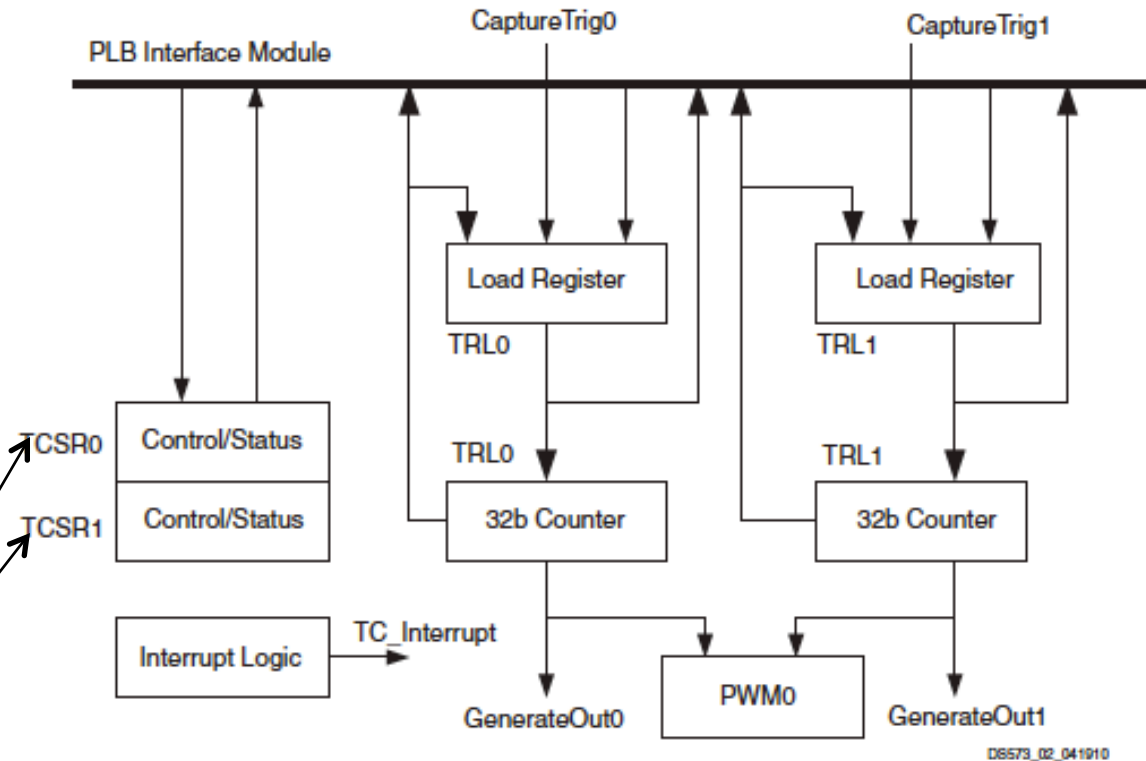 CaptureTrig0
CaptureTrig1
PLB Interface Module
Load Register
Load Register
TRL0
TRL1
TCSR0
Control/Status
TRL0
TRL1
TCSR1
Control/Status
32b Counter
32b Counter
Interrupt Logic
TC_Interrupt
PWM0
GenerateOut0
GenerateOut1
DS573_02_041910